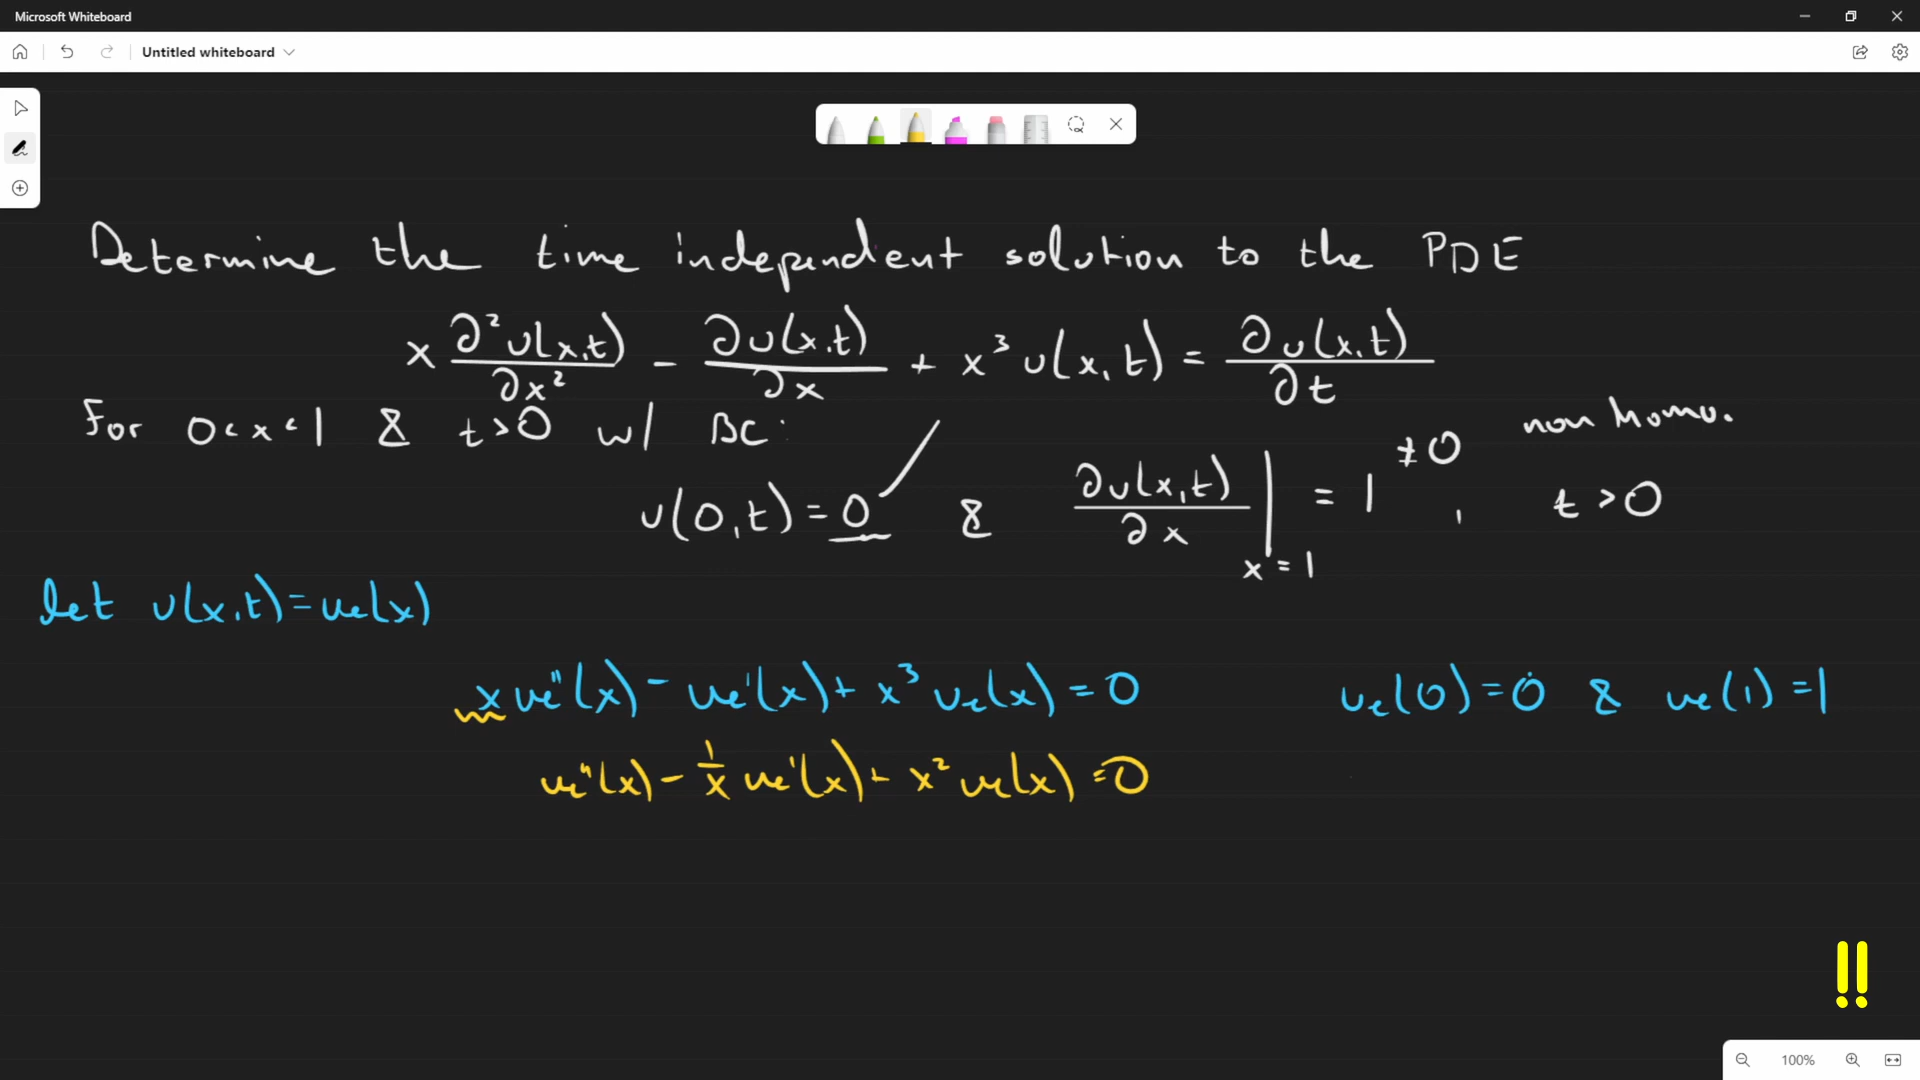 Microsoft Whiteboard
Untitled whiteboard
Determine the time independent solution to the PDE
x ∂²u(x,t)/∂x² - ∂u(x,t)/∂x + x³ u(x,t) = ∂u(x,t)/∂t
For 0<x<1 & t>0 w/ BC:
non homo.
u(0,t)=0 & ∂u(x,t)/∂x |x=1 = 1 ≠0 , t>0
let u(x,t)=ue(x)
x ue"(x) - ue'(x) + x³ ue(x) = 0 ue(0)=0 & ue(1)=1
ue"(x) - 1/x ue'(x) + x² ue(x) = 0
!!
100%